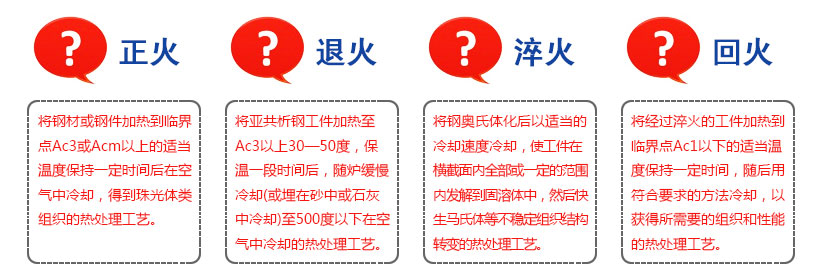 ?
正火
?
退火
?
淬火
?
回火
将钢材或钢件加热到临界
点Ac3或Acm以上的适当
温度保持一定时间后在空
气中冷却，得到珠光体类
组织的热处理工艺。
将亚共析钢工件加热至
Ac3以上30—50度，保
温一段时间后，随炉缓慢
冷却(或埋在砂中或石灰
中冷却)至500度以下在空
气中冷却的热处理工艺。
将钢奥氏体化后以适当的
冷却速度冷却，使工件在
横截面内全部或一定的范围
内发解到固溶体中，然后快
生马氏体等不稳定组织结构
转变的热处理工艺。
将经过淬火的工件加热到
临界点Ac1以下的适当温
度保持一定时间，随后用
符合要求的方法冷却，以
获得所需要的组织和性能
的热处理工艺。